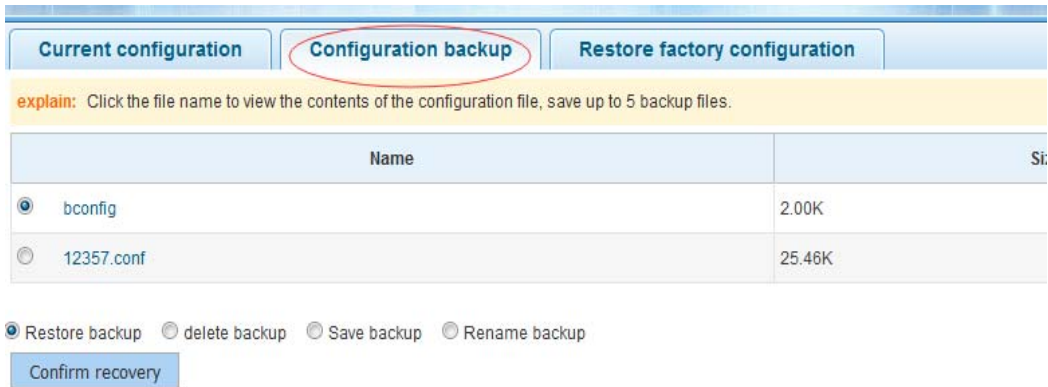 Current configuration Configuration backup Restore factory configuration
explain: Click the file name to view the contents of the configuration file, save up to 5 backup files.
Name
bconfig 2.00K
12357.conf 25.46K
Restore backup delete backup Save backup Rename backup
Confirm recovery